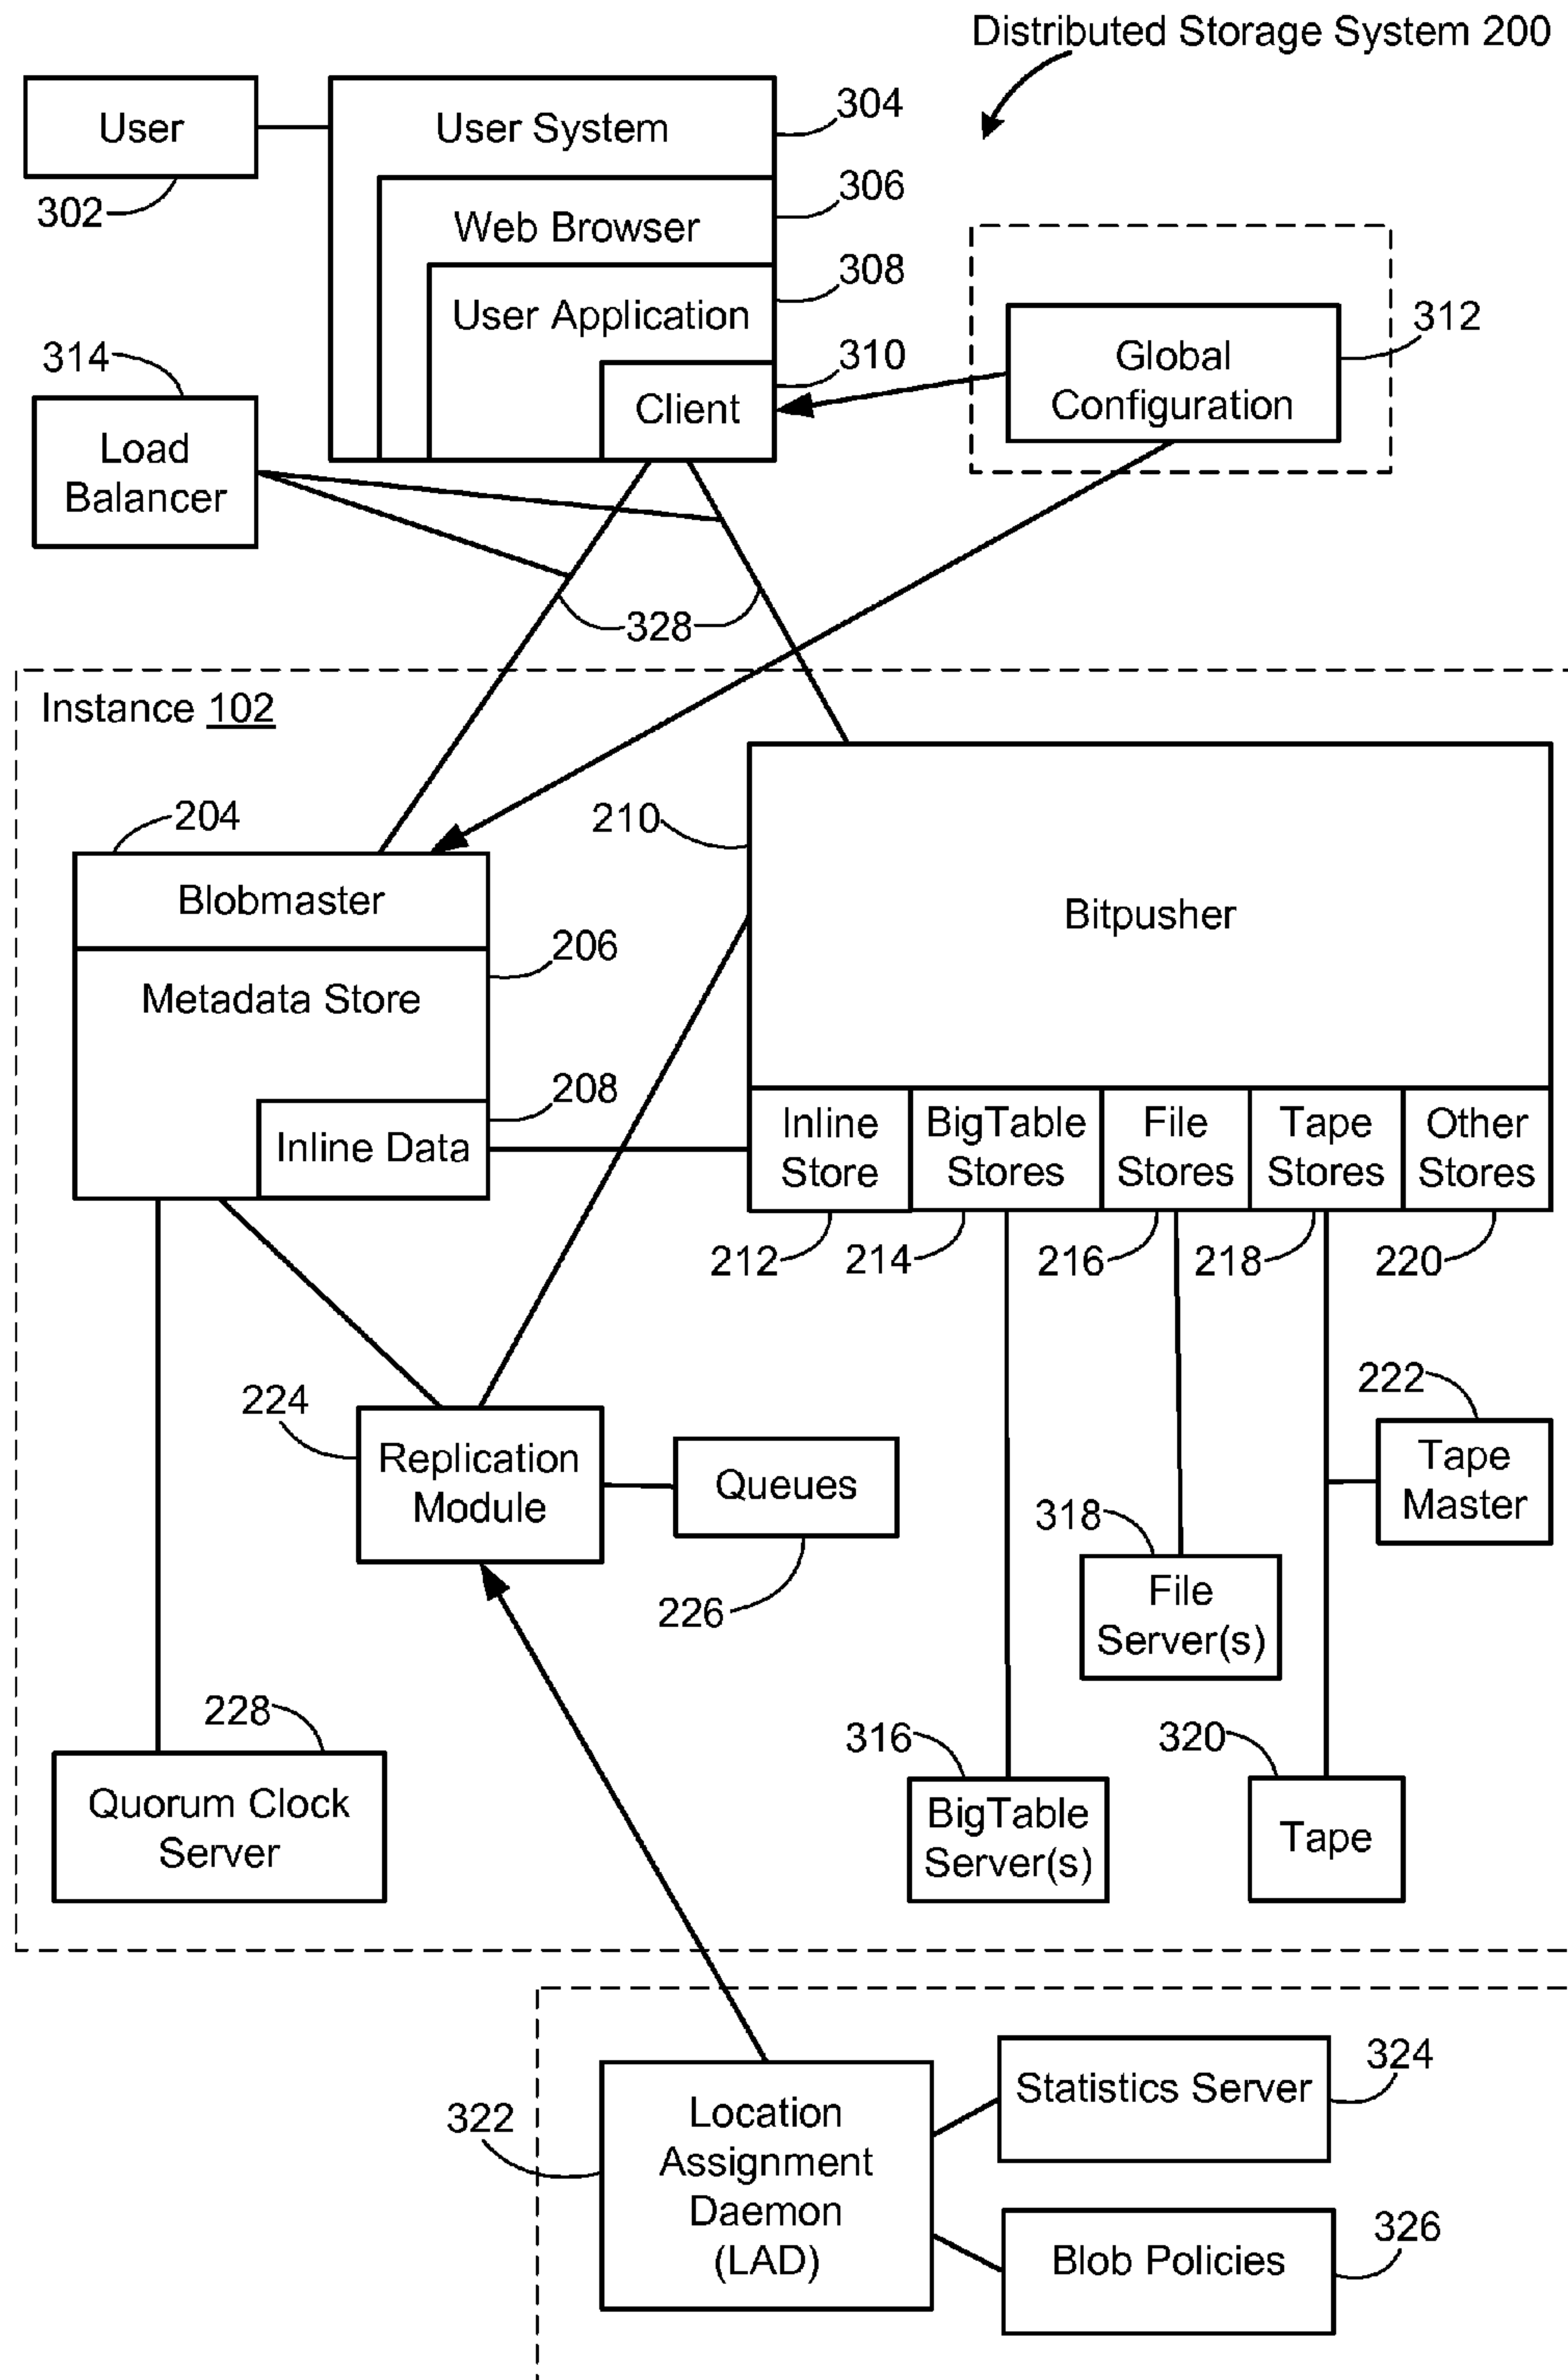 Distributed Storage System 200
User
302
User System
304
Web Browser
306
User Application
308
Client
310
Global
Configuration
312
314
Load
Balancer
328
Instance 102
204
Blobmaster
206
Metadata Store
208
Inline Data
210
Bitpusher
Inline
Store
BigTable
Stores
File
Stores
Tape
Stores
Other
Stores
212
214
216
218
220
224
Replication
Module
Queues
226
222
Tape
Master
318
File
Server(s)
228
Quorum Clock
Server
316
BigTable
Server(s)
320
Tape
322
Location
Assignment
Daemon
(LAD)
Statistics Server
324
Blob Policies
326